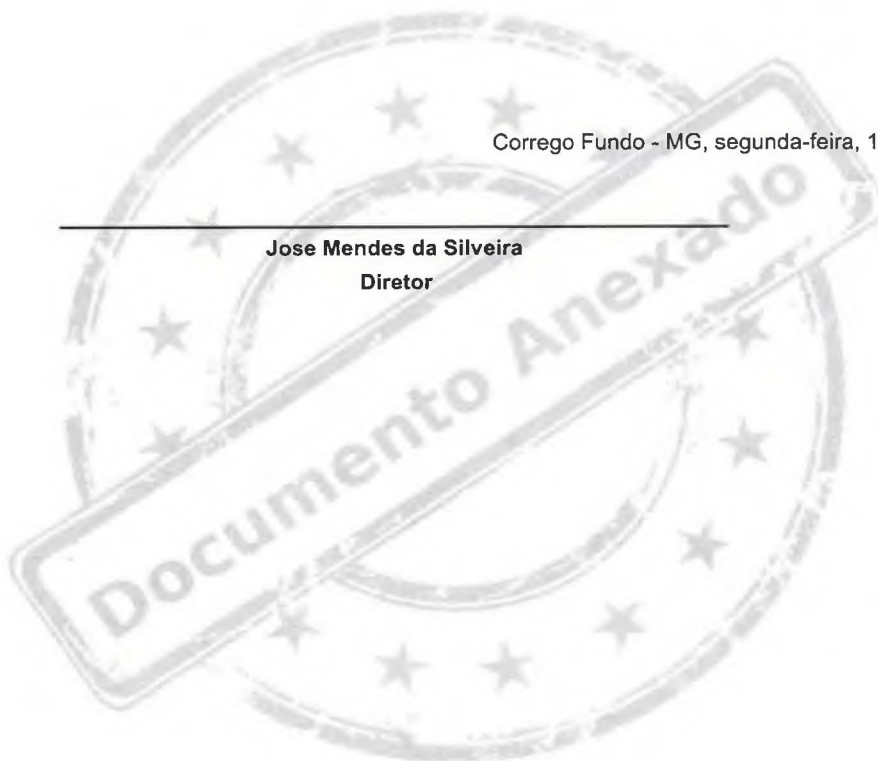 Corrego Fundo - MG, segunda-feira, 1
Jose Mendes da Silveira
Diretor
Documento Anexado